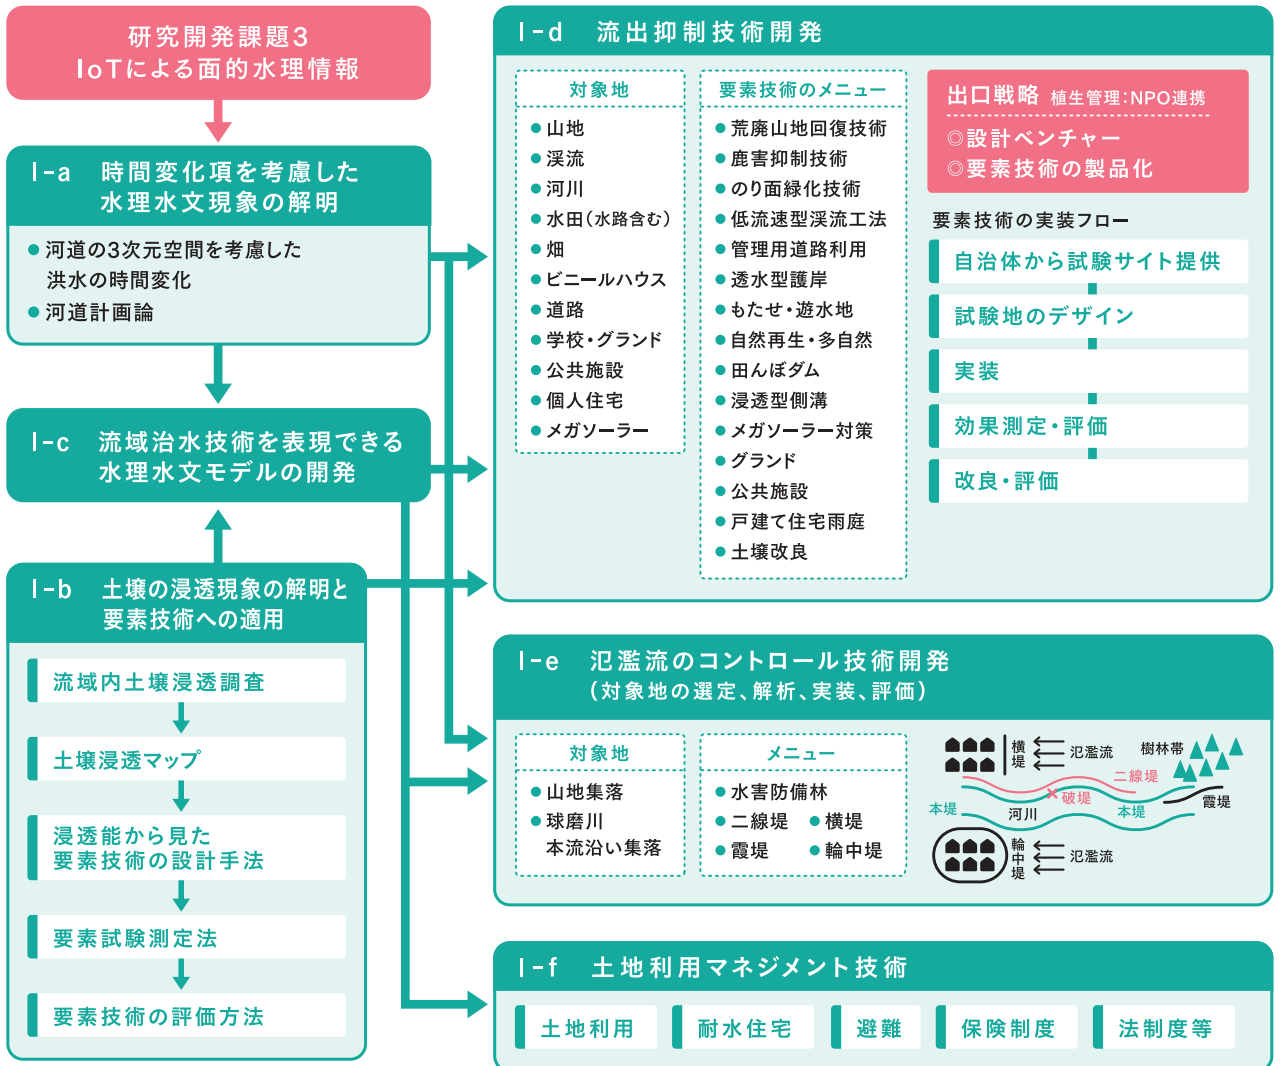 研究開発課題3
IoTによる面的水理情報
I-a 時間変化項を考慮した
水理水文現象の解明
● 河道の3次元空間を考慮した
洪水の時間変化
● 河道計画論
I-c 流域治水技術を表現できる
水理水文モデルの開発
I-b 土壌の浸透現象の解明と
要素技術への適用
流域内土壌浸透調査
土壌浸透マップ
浸透能から見た
要素技術の設計手法
要素試験測定法
要素技術の評価方法
I-d 流出抑制技術開発
対象地
● 山地
● 渓流
● 河川
● 水田(水路含む)
● 畑
● ビニールハウス
● 道路
● 学校・グランド
● 公共施設
● 個人住宅
● メガソーラー
要素技術のメニュー
● 荒廃山地回復技術
● 鹿害抑制技術
● のり面緑化技術
● 低流速型渓流工法
● 管理用道路利用
● 透水型護岸
● もたせ・遊水地
● 自然再生・多自然
● 田んぼダム
● 浸透型側溝
● メガソーラー対策
● グランド
● 公共施設
● 戸建て住宅雨庭
● 土壌改良
出口戦略 植生管理:NPO連携
◎設計ベンチャー
◎要素技術の製品化
要素技術の実装フロー
自治体から試験サイト提供
試験地のデザイン
実装
効果測定・評価
改良・評価
I-e 氾濫流のコントロール技術開発
(対象地の選定、解析、実装、評価)
対象地
● 山地集落
● 球磨川
本流沿い集落
メニュー
● 水害防備林
● 二線堤 ● 横堤
● 霞堤 ● 輪中堤
横堤
氾濫流
樹林帯
二線堤
破堤
本堤
河川
本堤
霞堤
輪中堤
氾濫流
I-f 土地利用マネジメント技術
土地利用
耐水住宅
避難
保険制度
法制度等